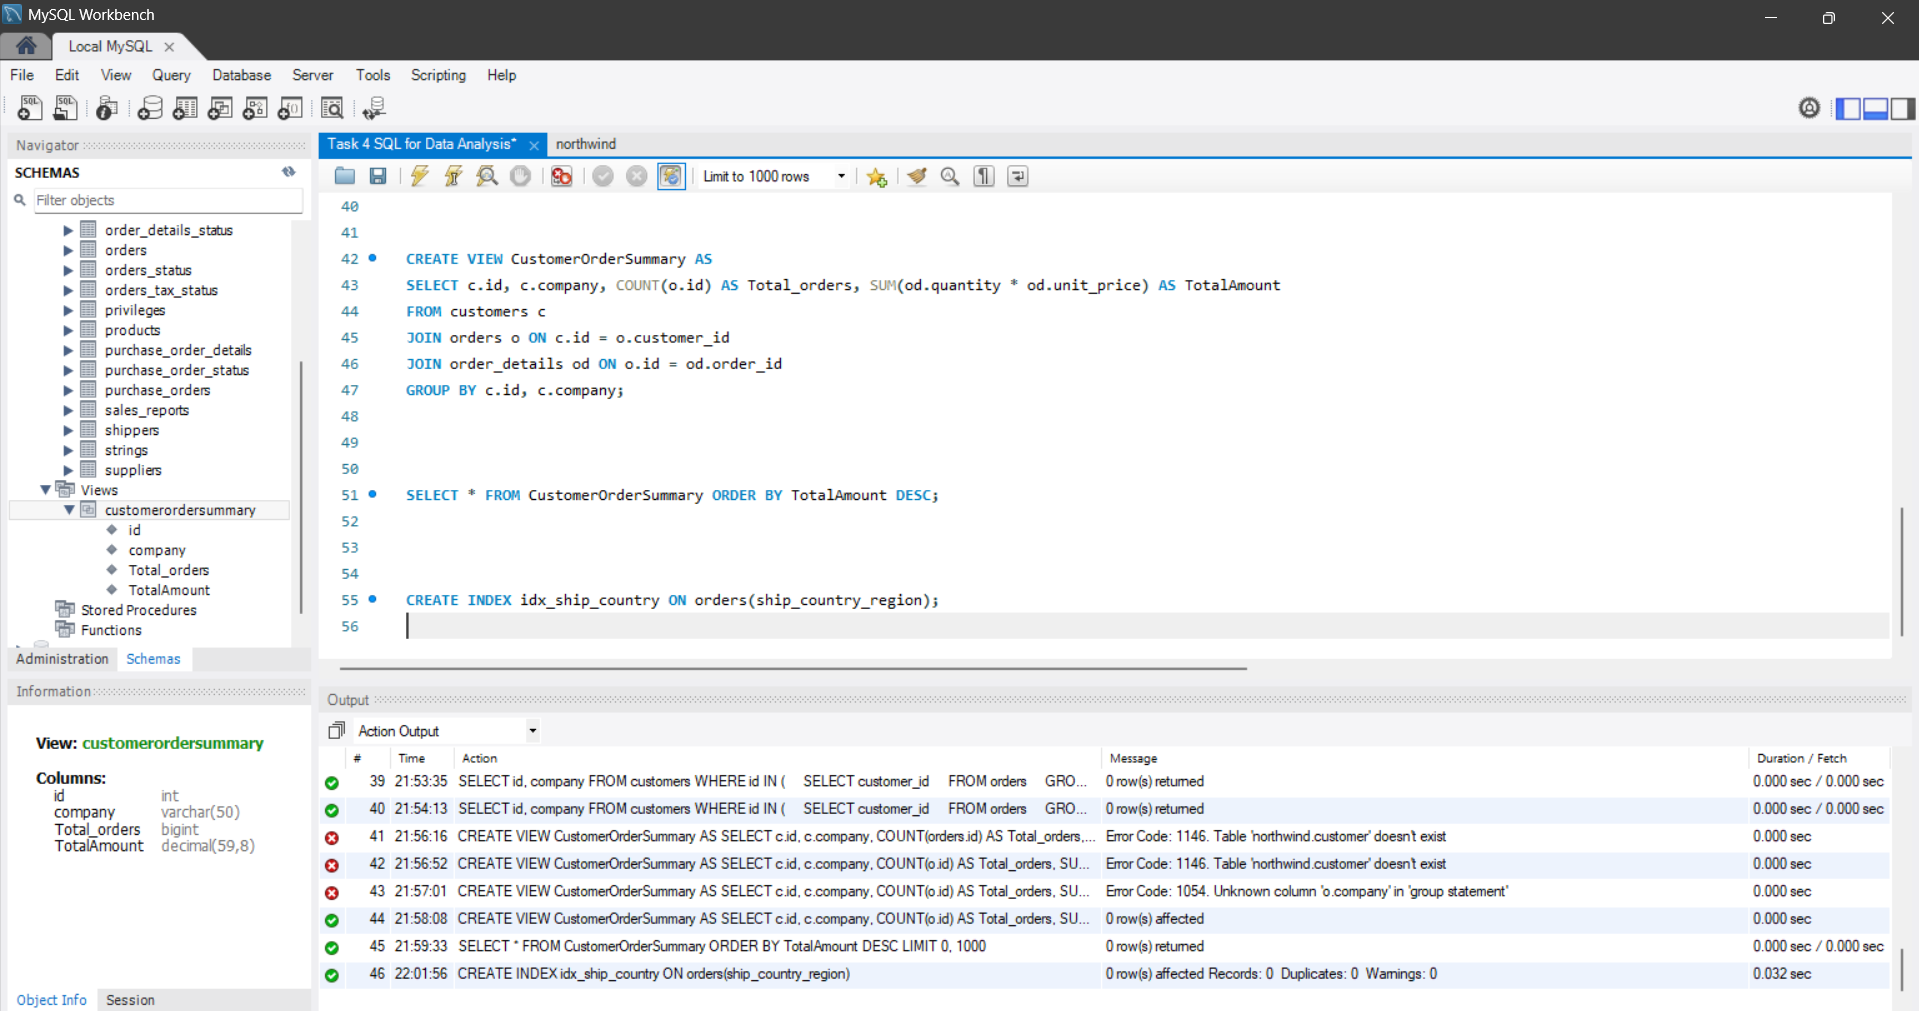 MySQL Workbench
Local MySQL
File Edit View Query Database Server Tools Scripting Help
Navigator
SCHEMAS
Filter objects
order_details_status
orders
orders_status
orders_tax_status
privileges
products
purchase_order_details
purchase_order_status
purchase_orders
sales_reports
shippers
strings
suppliers
Views
customerordersummary
id
company
Total_orders
TotalAmount
Stored Procedures
Functions
Administration Schemas
Information
View: customerordersummary
Columns:
id int
company varchar(50)
Total_orders bigint
TotalAmount decimal(59,8)
Object Info Session
Task 4 SQL for Data Analysis* northwind
Limit to 1000 rows
40
41
42 CREATE VIEW CustomerOrderSummary AS
43 SELECT c.id, c.company, COUNT(o.id) AS Total_orders, SUM(od.quantity * od.unit_price) AS TotalAmount
44 FROM customers c
45 JOIN orders o ON c.id = o.customer_id
46 JOIN order_details od ON o.id = od.order_id
47 GROUP BY c.id, c.company;
48
49
50
51 SELECT * FROM CustomerOrderSummary ORDER BY TotalAmount DESC;
52
53
54
55 CREATE INDEX idx_ship_country ON orders(ship_country_region);
56
Output
Action Output
# Time Action Message Duration / Fetch
39 21:53:35 SELECT id, company FROM customers WHERE id IN ( SELECT customer_id FROM orders GRO... 0 row(s) returned 0.000 sec / 0.000 sec
40 21:54:13 SELECT id, company FROM customers WHERE id IN ( SELECT customer_id FROM orders GRO... 0 row(s) returned 0.000 sec / 0.000 sec
41 21:56:16 CREATE VIEW CustomerOrderSummary AS SELECT c.id, c.company, COUNT(orders.id) AS Total_orders,... Error Code: 1146. Table 'northwind.customer' doesn't exist 0.000 sec
42 21:56:52 CREATE VIEW CustomerOrderSummary AS SELECT c.id, c.company, COUNT(o.id) AS Total_orders, SU... Error Code: 1146. Table 'northwind.customer' doesn't exist 0.000 sec
43 21:57:01 CREATE VIEW CustomerOrderSummary AS SELECT c.id, c.company, COUNT(o.id) AS Total_orders, SU... Error Code: 1054. Unknown column 'o.company' in 'group statement' 0.000 sec
44 21:58:08 CREATE VIEW CustomerOrderSummary AS SELECT c.id, c.company, COUNT(o.id) AS Total_orders, SU... 0 row(s) affected 0.000 sec
45 21:59:33 SELECT * FROM CustomerOrderSummary ORDER BY TotalAmount DESC LIMIT 0, 1000 0 row(s) returned 0.000 sec / 0.000 sec
46 22:01:56 CREATE INDEX idx_ship_country ON orders(ship_country_region) 0 row(s) affected Records: 0 Duplicates: 0 Warnings: 0 0.032 sec